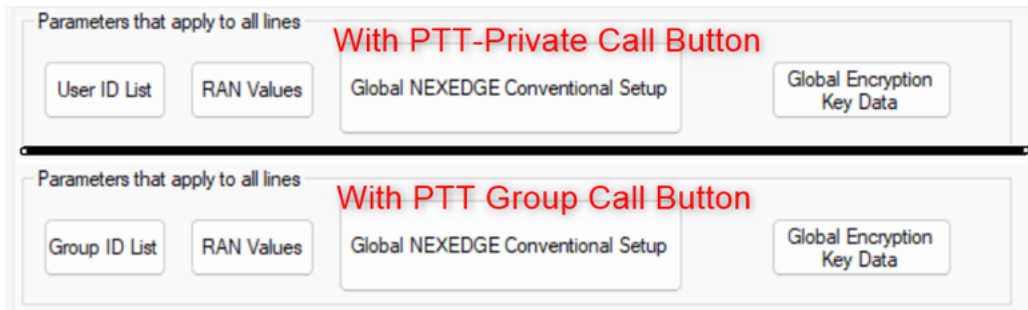 Parameters that apply to all lines
With PTT-Private Call Button
User ID List
RAN Values
Global NEXEDGE Conventional Setup
Global Encryption
Key Data
Parameters that apply to all lines
With PTT Group Call Button
Group ID List
RAN Values
Global NEXEDGE Conventional Setup
Global Encryption
Key Data